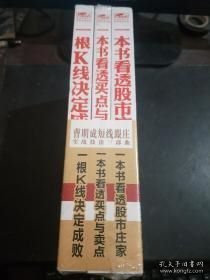 一本书看透股市庄
一本书看透买点与
一根K线决定成
曹明成短线跟庄
实战技法三部曲
一本书看透股市庄家
一本书看透买点与卖点
一根K线决定成败